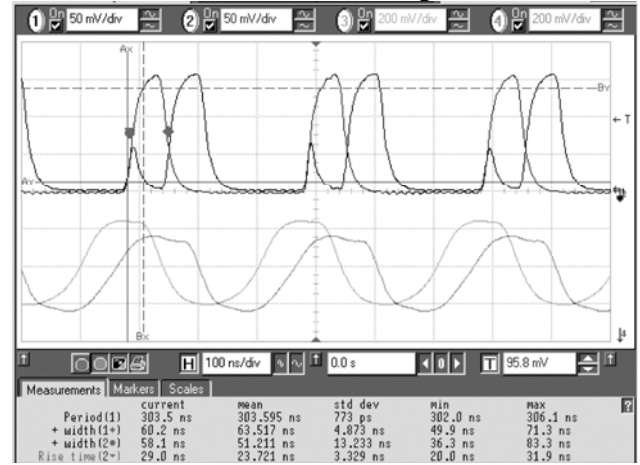 1 On 50 mV/div 2 On 50 mV/div 3 On 200 mV/div 4 On 200 mV/div
Ax
By
T
Ay
Bx
H 100 ns/div 0.0 s 0 T 95.8 mV
Measurements Markers Scales
current mean std dev min max
Period(1) 303.5 ns 303.595 ns 773 ps 302.0 ns 306.1 ns
+ width(1+) 60.2 ns 63.517 ns 4.873 ns 49.9 ns 71.3 ns
+ width(2*) 58.1 ns 51.211 ns 13.233 ns 36.3 ns 83.3 ns
Rise time(2~) 29.0 ns 23.721 ns 3.329 ns 20.0 ns 31.9 ns
?